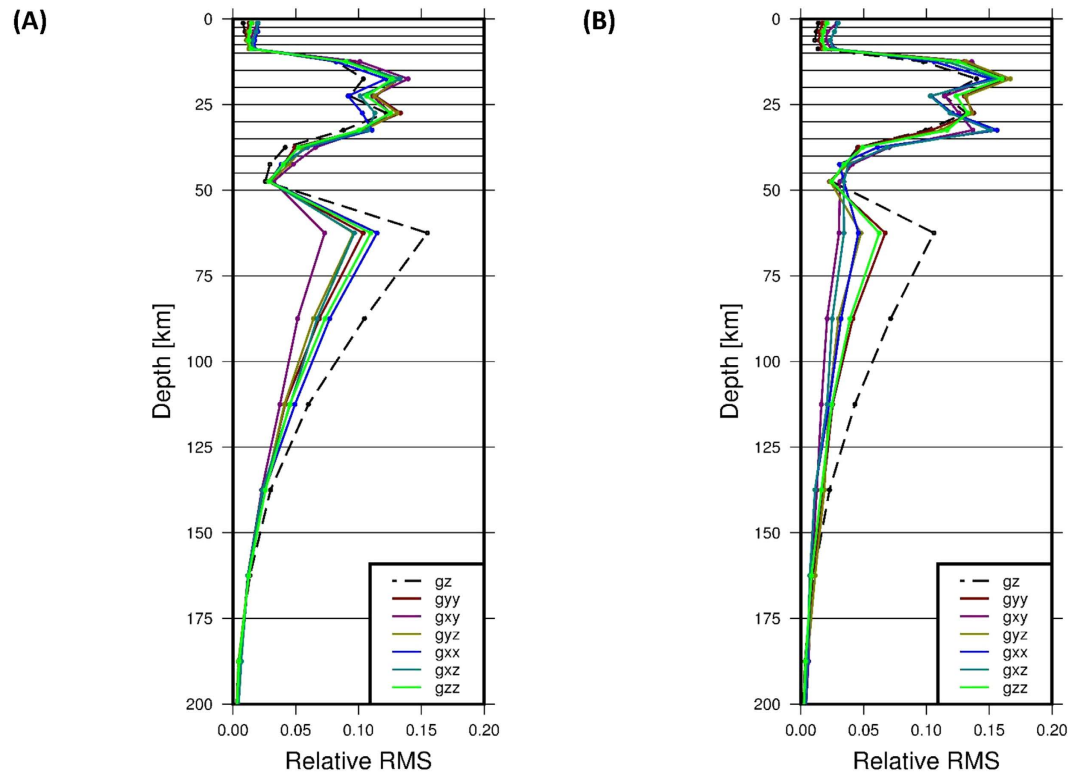 (A)
0
25
50
75
100
125
150
175
200
Depth [km]
0.00 0.05 0.10 0.15 0.20
Relative RMS
gz
gyy
gxy
gyz
gxx
gxz
gzz
(B)
0
25
50
75
100
125
150
175
200
Depth [km]
0.00 0.05 0.10 0.15 0.20
Relative RMS
gz
gyy
gxy
gyz
gxx
gxz
gzz